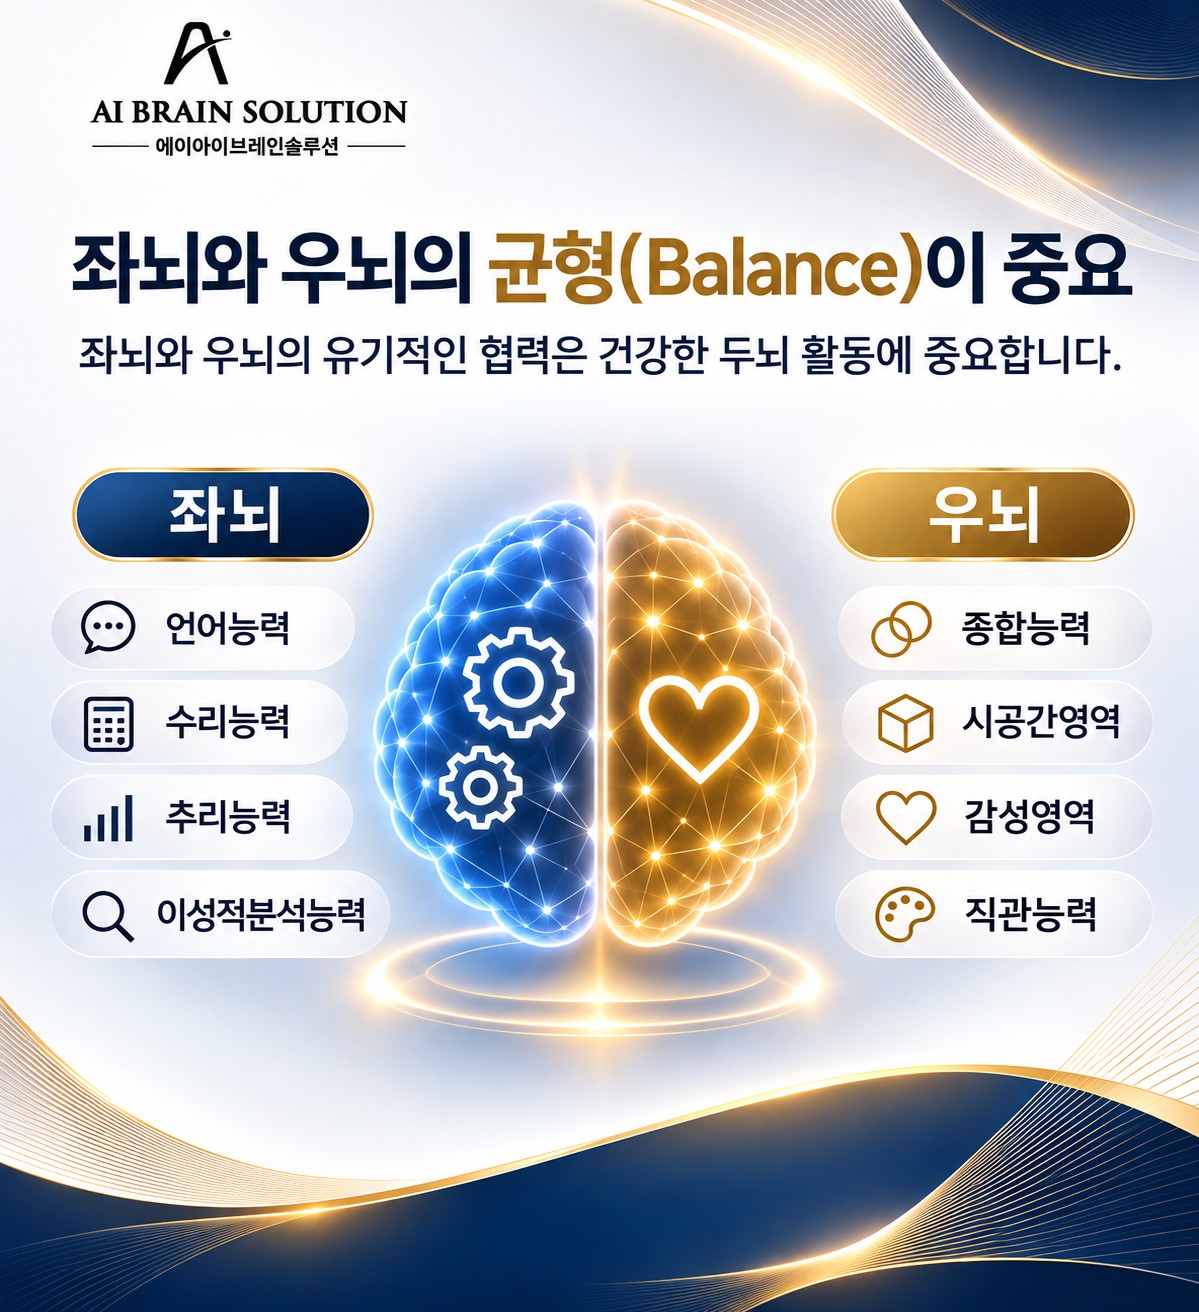 AI BRAIN SOLUTION
에이아이브레인솔루션
좌뇌와 우뇌의 균형(Balance)이 중요
좌뇌와 우뇌의 유기적인 협력은 건강한 두뇌 활동에 중요합니다.
좌뇌
언어능력
수리능력
추리능력
이성적분석능력
우뇌
종합능력
시공간영역
감성영역
직관능력